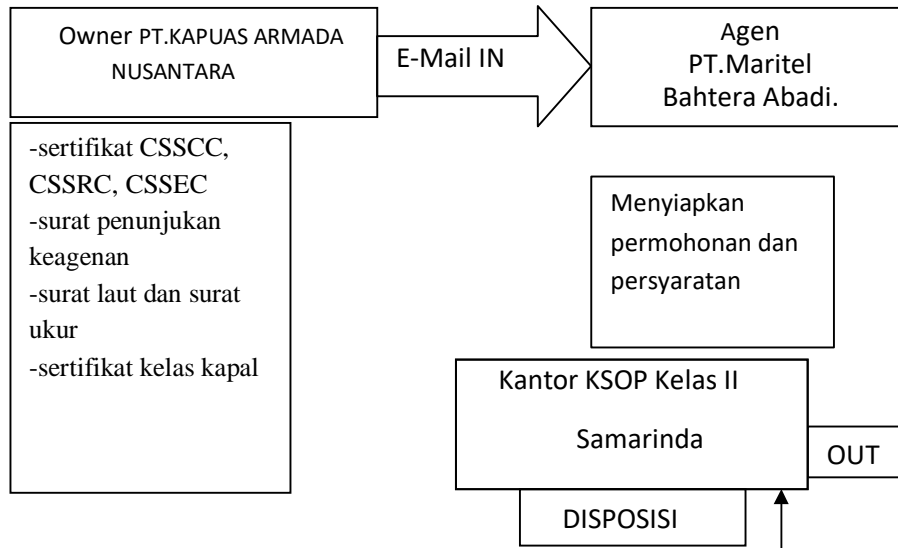 Owner PT.KAPUAS ARMADA
NUSANTARA
E-Mail IN
Agen
PT.Maritel
Bahtera Abadi.
-sertifikat CSSCC,
CSSRC, CSSEC
-surat penunjukan
keagenan
-surat laut dan surat
ukur
-sertifikat kelas kapal
Menyiapkan
permohonan dan
persyaratan
Kantor KSOP Kelas II
Samarinda
OUT
DISPOSISI